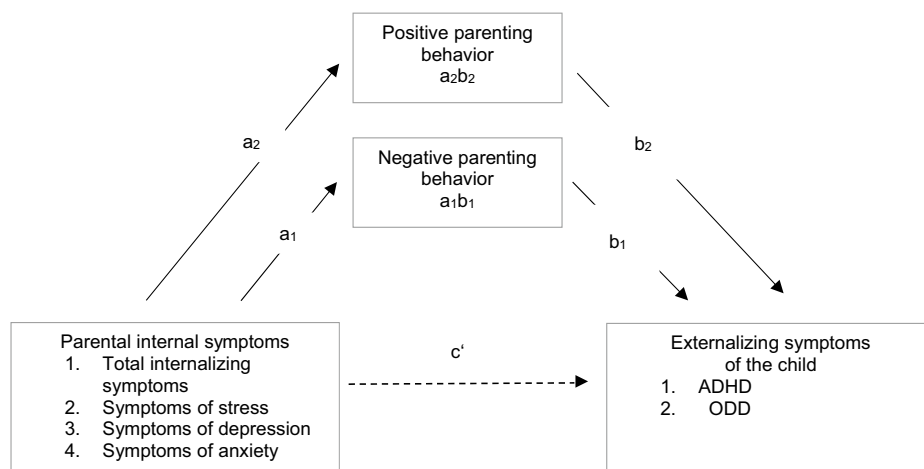 Positive parenting
behavior
a₂b₂
a₂
b₂
Negative parenting
behavior
a₁b₁
a₁
b₁
Parental internal symptoms
1. Total internalizing
symptoms
2. Symptoms of stress
3. Symptoms of depression
4. Symptoms of anxiety
c‘
Externalizing symptoms
of the child
1. ADHD
2. ODD